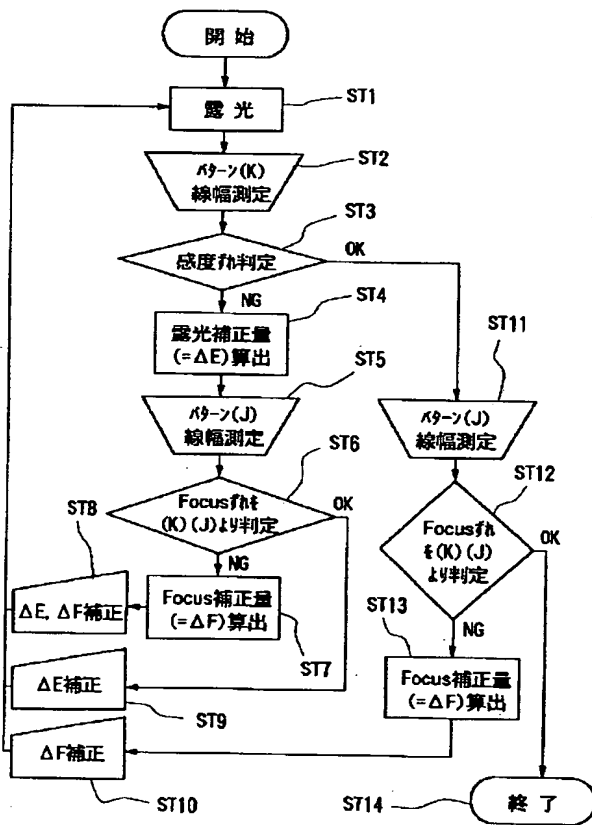 開始
ST1
露光
ST2
パターン(K)
線幅測定
ST3
感度ずれ判定
OK
NG
ST4
露光補正量
(=ΔE)算出
ST5
パターン(J)
線幅測定
ST6
Focusずれを
(K)(J)より判定
OK
NG
ST8
ΔE, ΔF補正
Focus補正量
(=ΔF)算出
ST7
ΔE補正
ST9
ΔF補正
ST10
ST11
パターン(J)
線幅測定
ST12
Focusずれ
を(K)(J)
より判定
OK
NG
ST13
Focus補正量
(=ΔF)算出
ST14
終了